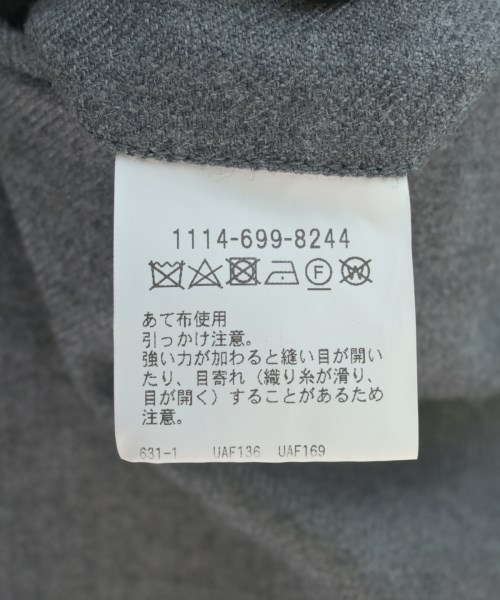 1114-699-8244
F W
あて布使用
引っかけ注意。
強い力が加わると縫い目が開い
たり、目寄れ（織り糸が滑り、
目が開く）することがあるため
注意。
631-1 UAF136 UAF169